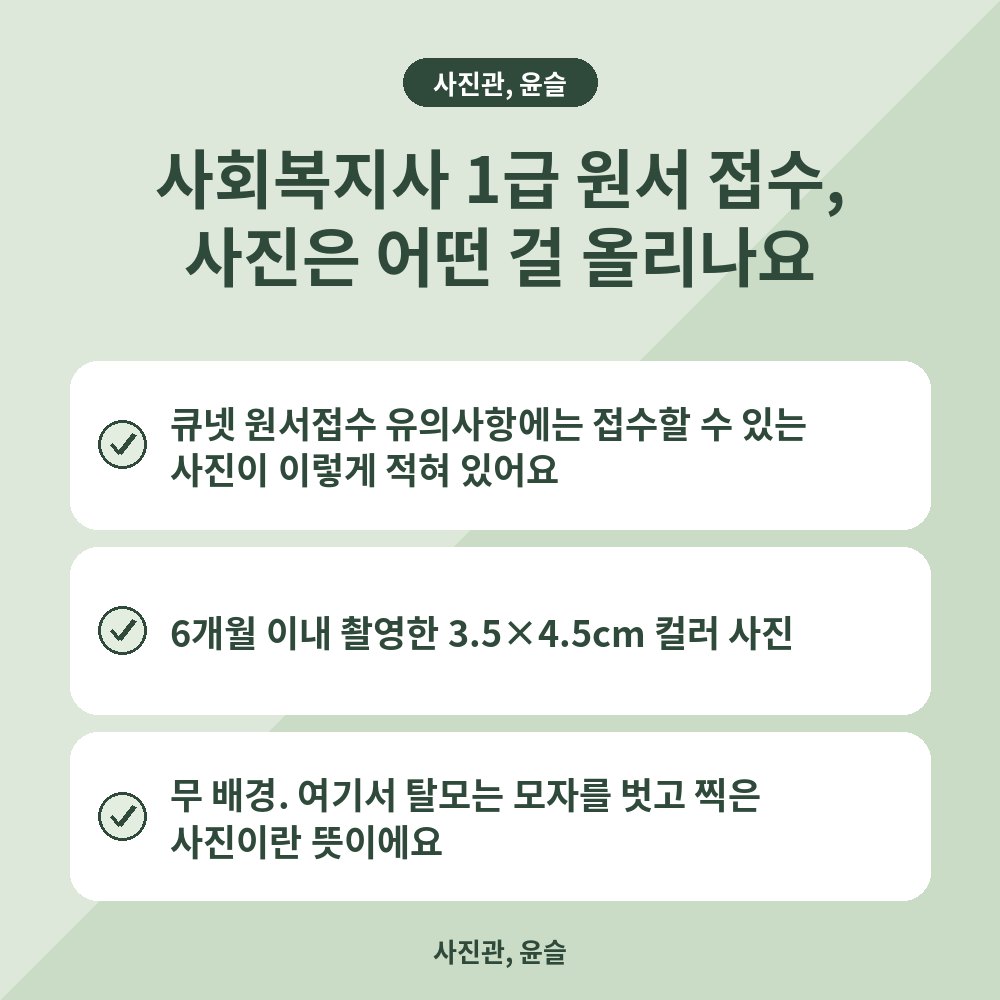 사진관, 윤슬
사회복지사 1급 원서 접수,
사진은 어떤 걸 올리나요
큐넷 원서접수 유의사항에는 접수할 수 있는
사진이 이렇게 적혀 있어요
6개월 이내 촬영한 3.5×4.5cm 컬러 사진
무 배경. 여기서 탈모는 모자를 벗고 찍은
사진이란 뜻이에요
사진관, 윤슬